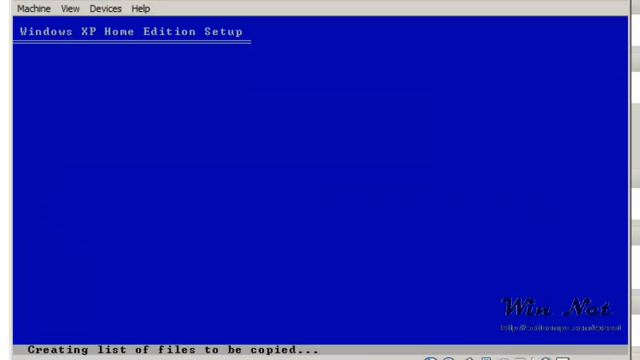 Machine View Devices Help
Windows XP Home Edition Setup
Win Not
Creating list of files to be copied...